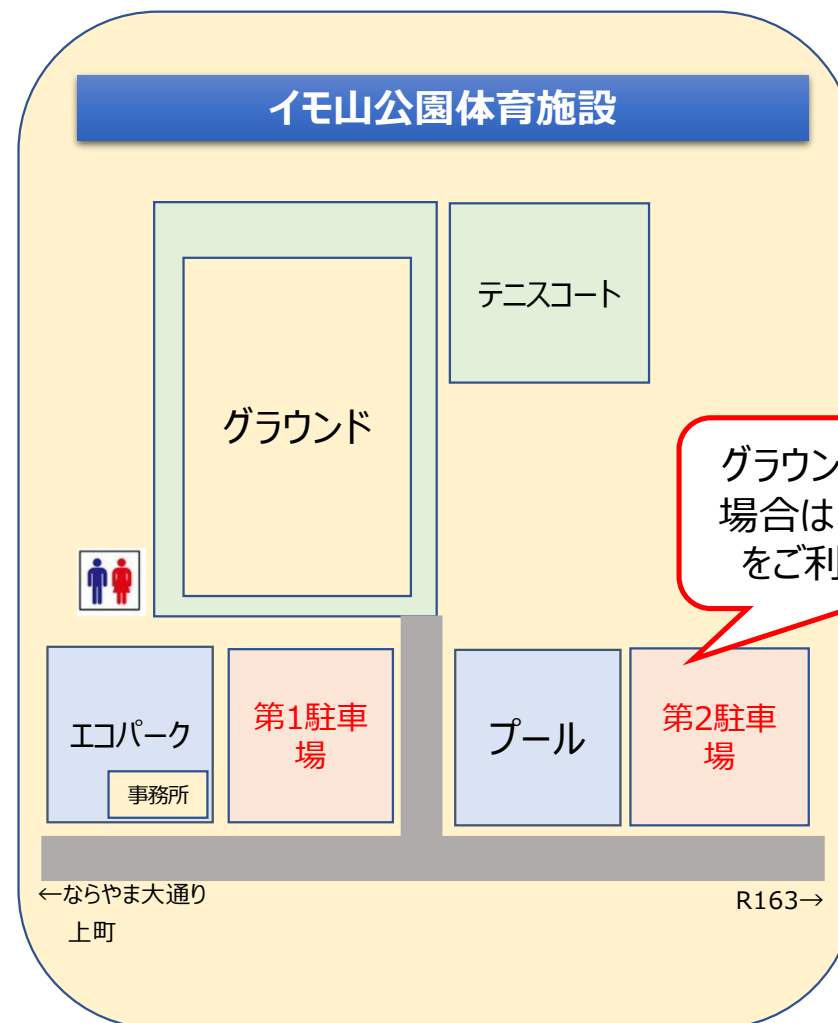 イモ山公園体育施設
テニスコート
グラウンド
グラウン
場合は
をご利
エコパーク
事務所
第1駐車
場
プール
第2駐車
場
←ならやま大通り
上町
R163→